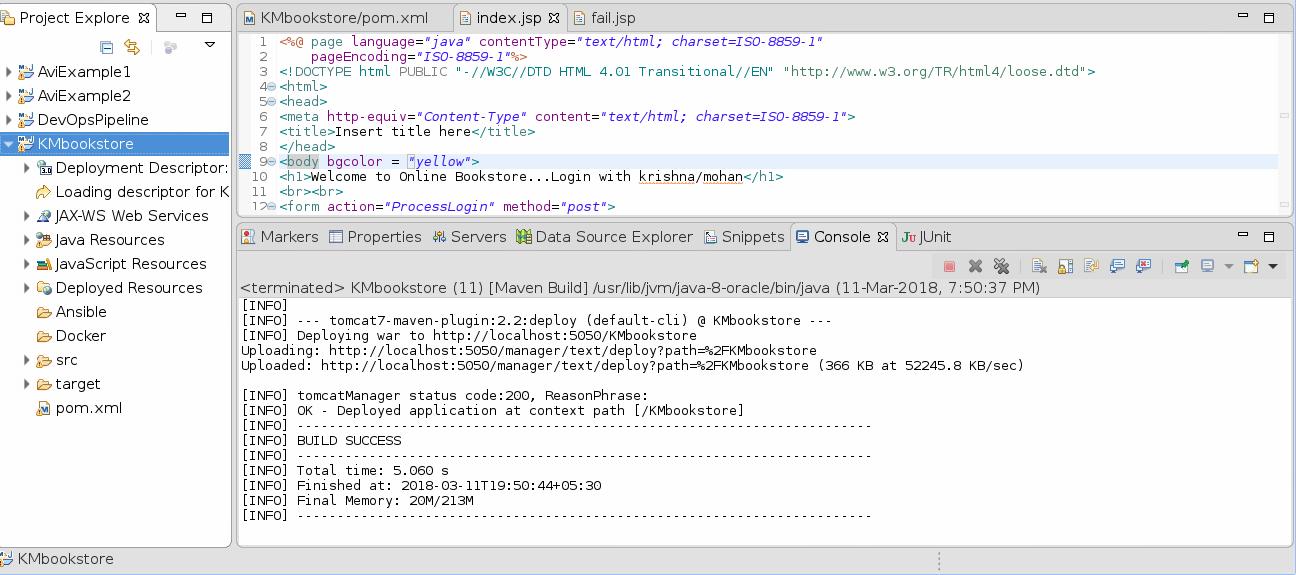 Project Explore
AviExample1
AviExample2
DevOpsPipeline
KMbookstore
Deployment Descriptor:
Loading descriptor for K
JAX-WS Web Services
Java Resources
JavaScript Resources
Deployed Resources
Ansible
Docker
src
target
pom.xml
KMbookstore/pom.xml index.jsp fail.jsp
1 <%@ page language="java" contentType="text/html; charset=ISO-8859-1"
2 pageEncoding="ISO-8859-1"%>
3 <!DOCTYPE html PUBLIC "-//W3C//DTD HTML 4.01 Transitional//EN" "http://www.w3.org/TR/html4/loose.dtd">
4 <html>
5 <head>
6 <meta http-equiv="Content-Type" content="text/html; charset=ISO-8859-1">
7 <title>Insert title here</title>
8 </head>
9 <body bgcolor = "yellow">
10 <h1>Welcome to Online Bookstore...Login with krishna/mohan</h1>
11 <br><br>
12 <form action="ProcessLogin" method="post">
Markers Properties Servers Data Source Explorer Snippets Console Ju JUnit
<terminated> KMbookstore (11) [Maven Build] /usr/lib/jvm/java-8-oracle/bin/java (11-Mar-2018, 7:50:37 PM)
[INFO]
[INFO] --- tomcat7-maven-plugin:2.2:deploy (default-cli) @ KMbookstore ---
[INFO] Deploying war to http://localhost:5050/KMbookstore
Uploading: http://localhost:5050/manager/text/deploy?path=%2FKMbookstore
Uploaded: http://localhost:5050/manager/text/deploy?path=%2FKMbookstore (366 KB at 52245.8 KB/sec)
[INFO] tomcatManager status code:200, ReasonPhrase:
[INFO] OK - Deployed application at context path [/KMbookstore]
[INFO] ------------------------------------------------------------------------
[INFO] BUILD SUCCESS
[INFO] ------------------------------------------------------------------------
[INFO] Total time: 5.060 s
[INFO] Finished at: 2018-03-11T19:50:44+05:30
[INFO] Final Memory: 20M/213M
[INFO] ------------------------------------------------------------------------
KMbookstore